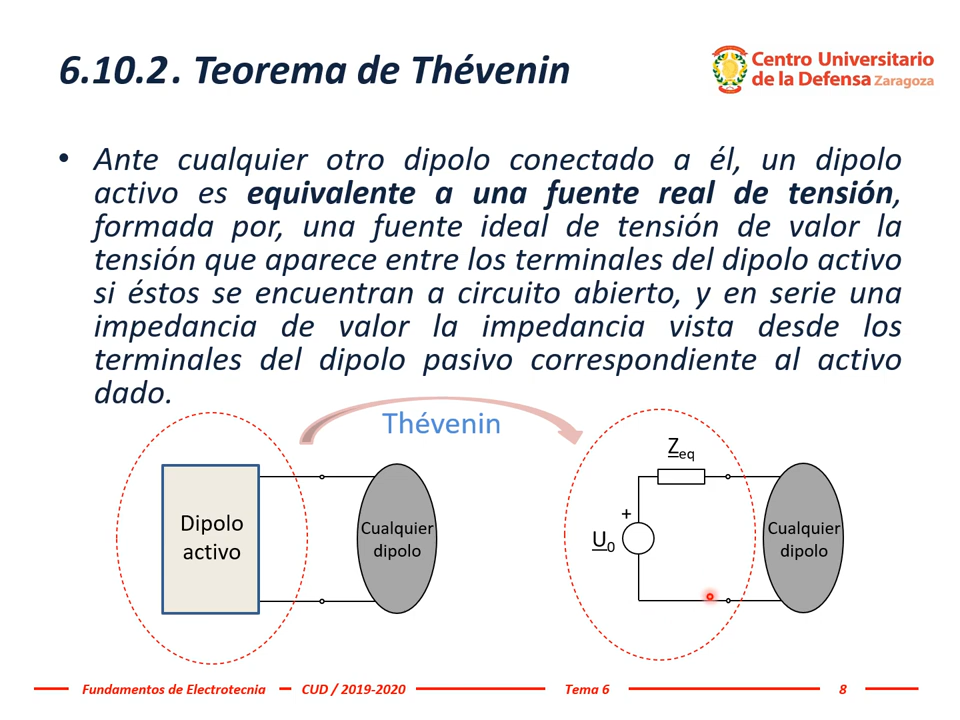 6.10.2. Teorema de Thévenin
Centro Universitario
de la Defensa Zaragoza
• Ante cualquier otro dipolo conectado a él, un dipolo
activo es equivalente a una fuente real de tensión,
formada por, una fuente ideal de tensión de valor la
tensión que aparece entre los terminales del dipolo activo
si éstos se encuentran a circuito abierto, y en serie una
impedancia de valor la impedancia vista desde los
terminales del dipolo pasivo correspondiente al activo
dado.
Thévenin
Dipolo
activo
Cualquier
dipolo
Zeq
+
U0
Cualquier
dipolo
Fundamentos de Electrotecnia
CUD / 2019-2020
Tema 6
8